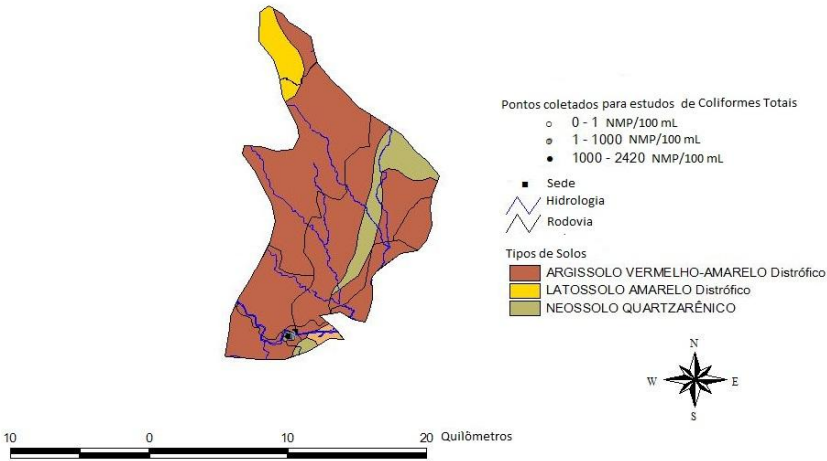 Pontos coletados para estudos de Coliformes Totais
0 - 1 NMP/100 mL
1 - 1000 NMP/100 mL
1000 - 2420 NMP/100 mL
Sede
Hidrologia
Rodovia
Tipos de Solos
ARGISSOLO VERMELHO-AMARELO Distrófico
LATOSSOLO AMARELO Distrófico
NEOSSOLO QUARTZARÊNICO
N
W E
S
10 0 10 20 Quilômetros